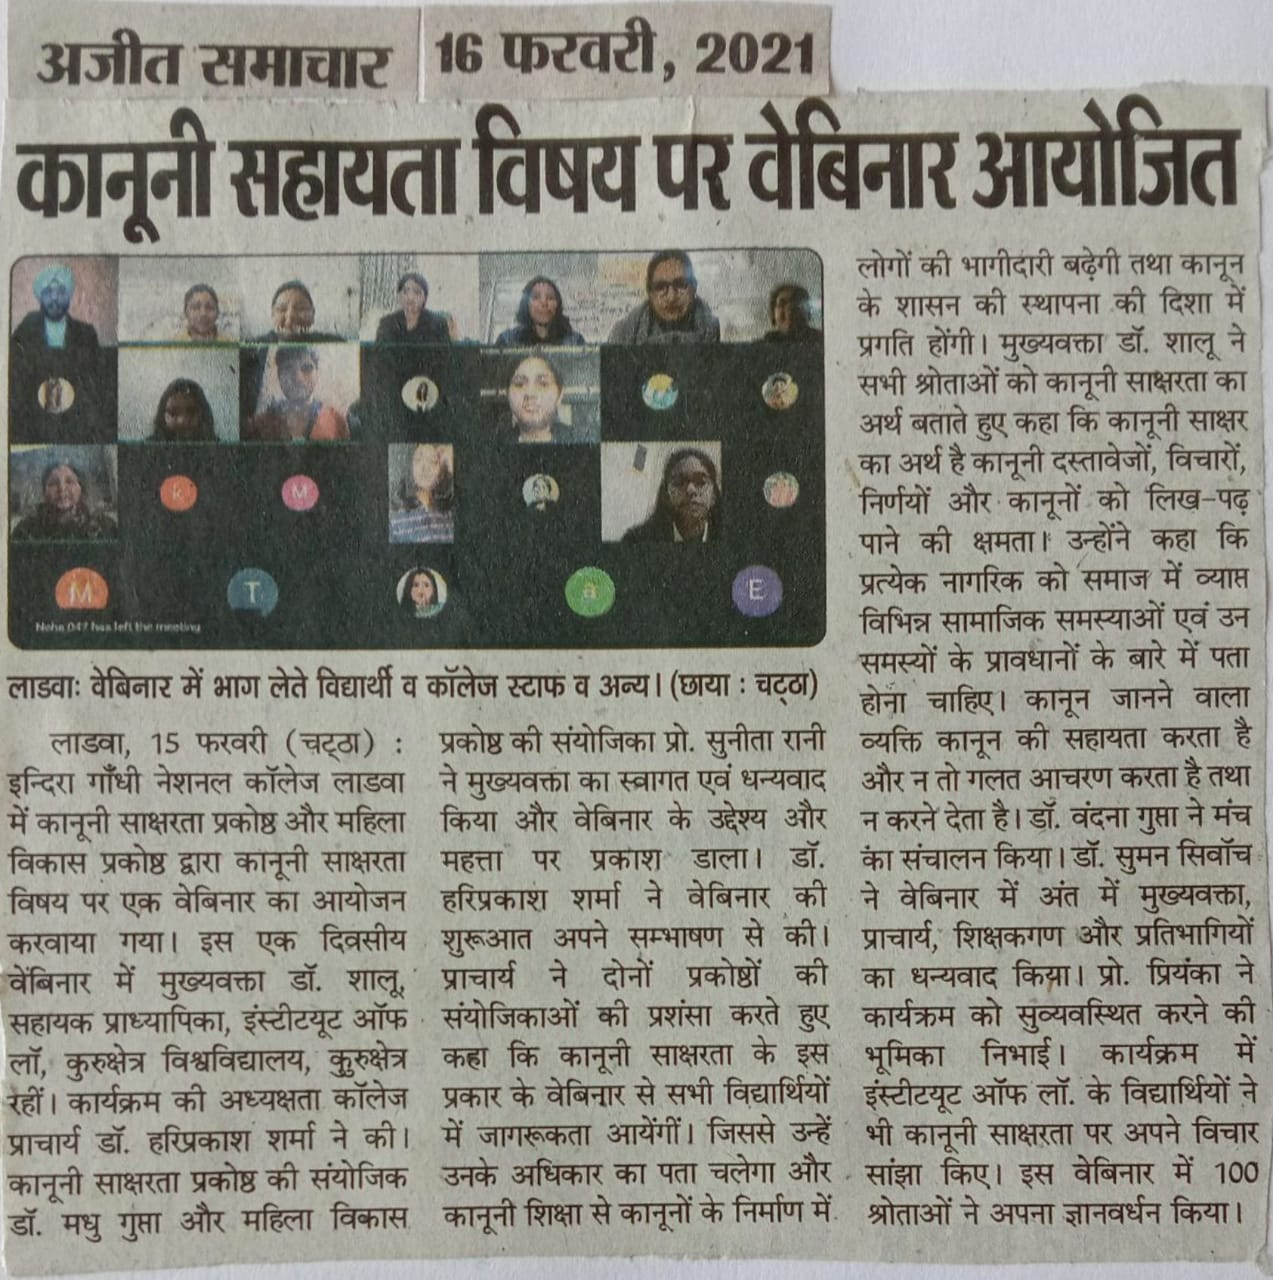 अजीत समाचार
16 फरवरी, 2021
कानूनी सहायता विषय पर वेबिनार आयोजित
k
M
M
T
a
E
Neha 047 has left the meeting
लाडवाः वेबिनार में भाग लेते विद्यार्थी व कॉलेज स्टाफ व अन्य। (छाया : चट्ठा)
लाडवा, 15 फरवरी (चट्ठा) :
इन्दिरा गाँधी नेशनल कॉलेज लाडवा
में कानूनी साक्षरता प्रकोष्ठ और महिला
विकास प्रकोष्ठ द्वारा कानूनी साक्षरता
विषय पर एक वेबिनार का आयोजन
करवाया गया। इस एक दिवसीय
वेंबिनार में मुख्यवक्ता डॉ. शालू,
सहायक प्राध्यापिका, इंस्टीटयूट ऑफ
लॉ, कुरुक्षेत्र विश्वविद्यालय, कुरुक्षेत्र
रहीं। कार्यक्रम की अध्यक्षता कॉलेज
प्राचार्य डॉ. हरिप्रकाश शर्मा ने की।
कानूनी साक्षरता प्रकोष्ठ की संयोजिक
डॉ. मधु गुप्ता और महिला विकास
प्रकोष्ठ की संयोजिका प्रो. सुनीता रानी
ने मुख्यवक्ता का स्वागत एवं धन्यवाद
किया और वेबिनार के उद्देश्य और
महत्ता पर प्रकाश डाला। डॉ.
हरिप्रकाश शर्मा ने वेबिनार की
शुरूआत अपने सम्भाषण से की।
प्राचार्य ने दोनों प्रकोष्ठों की
संयोजिकाओं की प्रशंसा करते हुए
कहा कि कानूनी साक्षरता के इस
प्रकार के वेबिनार से सभी विद्यार्थियों
में जागरूकता आयेंगीं। जिससे उन्हें
उनके अधिकार का पता चलेगा और
कानूनी शिक्षा से कानूनों के निर्माण में
लोगों की भागीदारी बढ़ेगी तथा कानून
के शासन की स्थापना की दिशा में
प्रगति होंगी। मुख्यवक्ता डॉ. शालू ने
सभी श्रोताओं को कानूनी साक्षरता का
अर्थ बताते हुए कहा कि कानूनी साक्षर
का अर्थ है कानूनी दस्तावेजों, विचारों,
निर्णयों और कानूनों को लिख-पढ़
पाने की क्षमता। उन्होंने कहा कि
प्रत्येक नागरिक को समाज में व्याप्त
विभिन्न सामाजिक समस्याओं एवं उन
समस्यों के प्रावधानों के बारे में पता
होना चाहिए। कानून जानने वाला
व्यक्ति कानून की सहायता करता है
और न तो गलत आचरण करता है तथा
न करने देता है। डॉ. वंदना गुप्ता ने मंच
का संचालन किया। डॉ. सुमन सिवॉच
ने वेबिनार में अंत में मुख्यवक्ता,
प्राचार्य, शिक्षकगण और प्रतिभागियों
का धन्यवाद किया। प्रो. प्रियंका ने
कार्यक्रम को सुव्यवस्थित करने की
भूमिका निभाई। कार्यक्रम में
इंस्टीटयूट ऑफ लॉ. के विद्यार्थियों ने
भी कानूनी साक्षरता पर अपने विचार
सांझा किए। इस वेबिनार में 100
श्रोताओं ने अपना ज्ञानवर्धन किया।